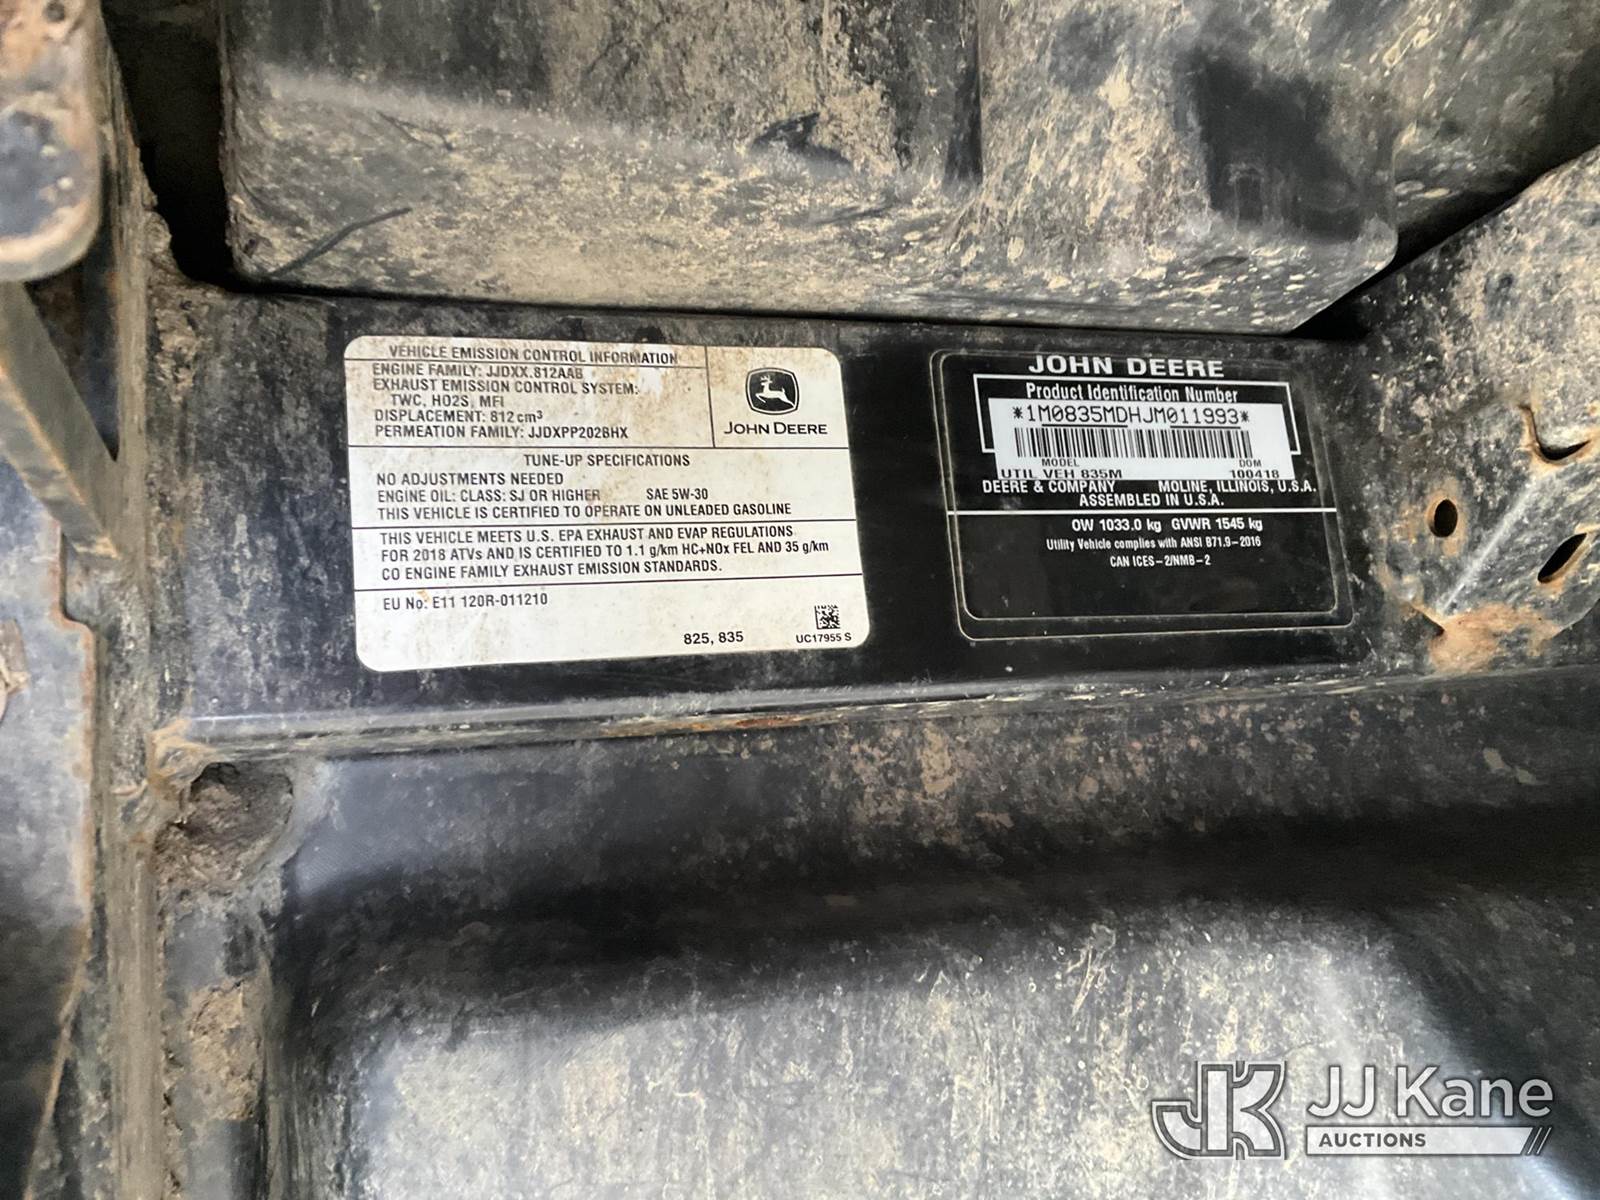 VEHICLE EMISSION CONTROL INFORMATION
ENGINE FAMILY: JJDXX.812AAB
EXHAUST EMISSION CONTROL SYSTEM:
TWC, HO2S, MFI
DISPLACEMENT: 812 cm³
PERMEATION FAMILY: JJDXPP202BHX
JOHN DEERE
TUNE-UP SPECIFICATIONS
NO ADJUSTMENTS NEEDED
ENGINE OIL: CLASS: SJ OR HIGHER SAE 5W-30
THIS VEHICLE IS CERTIFIED TO OPERATE ON UNLEADED GASOLINE
THIS VEHICLE MEETS U.S. EPA EXHAUST AND EVAP REGULATIONS
FOR 2018 ATVs AND IS CERTIFIED TO 1.1 g/km HC+NOx FEL AND 35 g/km
CO ENGINE FAMILY EXHAUST EMISSION STANDARDS.
EU No: E11 120R-011210
825, 835 UC17955 S
JOHN DEERE
Product Identification Number
*1M0835MDHJM011993*
MODEL DOM
UTIL VEH 835M 100418
DEERE & COMPANY MOLINE, ILLINOIS, U.S.A.
ASSEMBLED IN U.S.A.
OW 1033.0 kg GVWR 1545 kg
Utility Vehicle complies with ANSI B71.9-2016
CAN ICES-2/NMB-2
JK JJ Kane
AUCTIONS